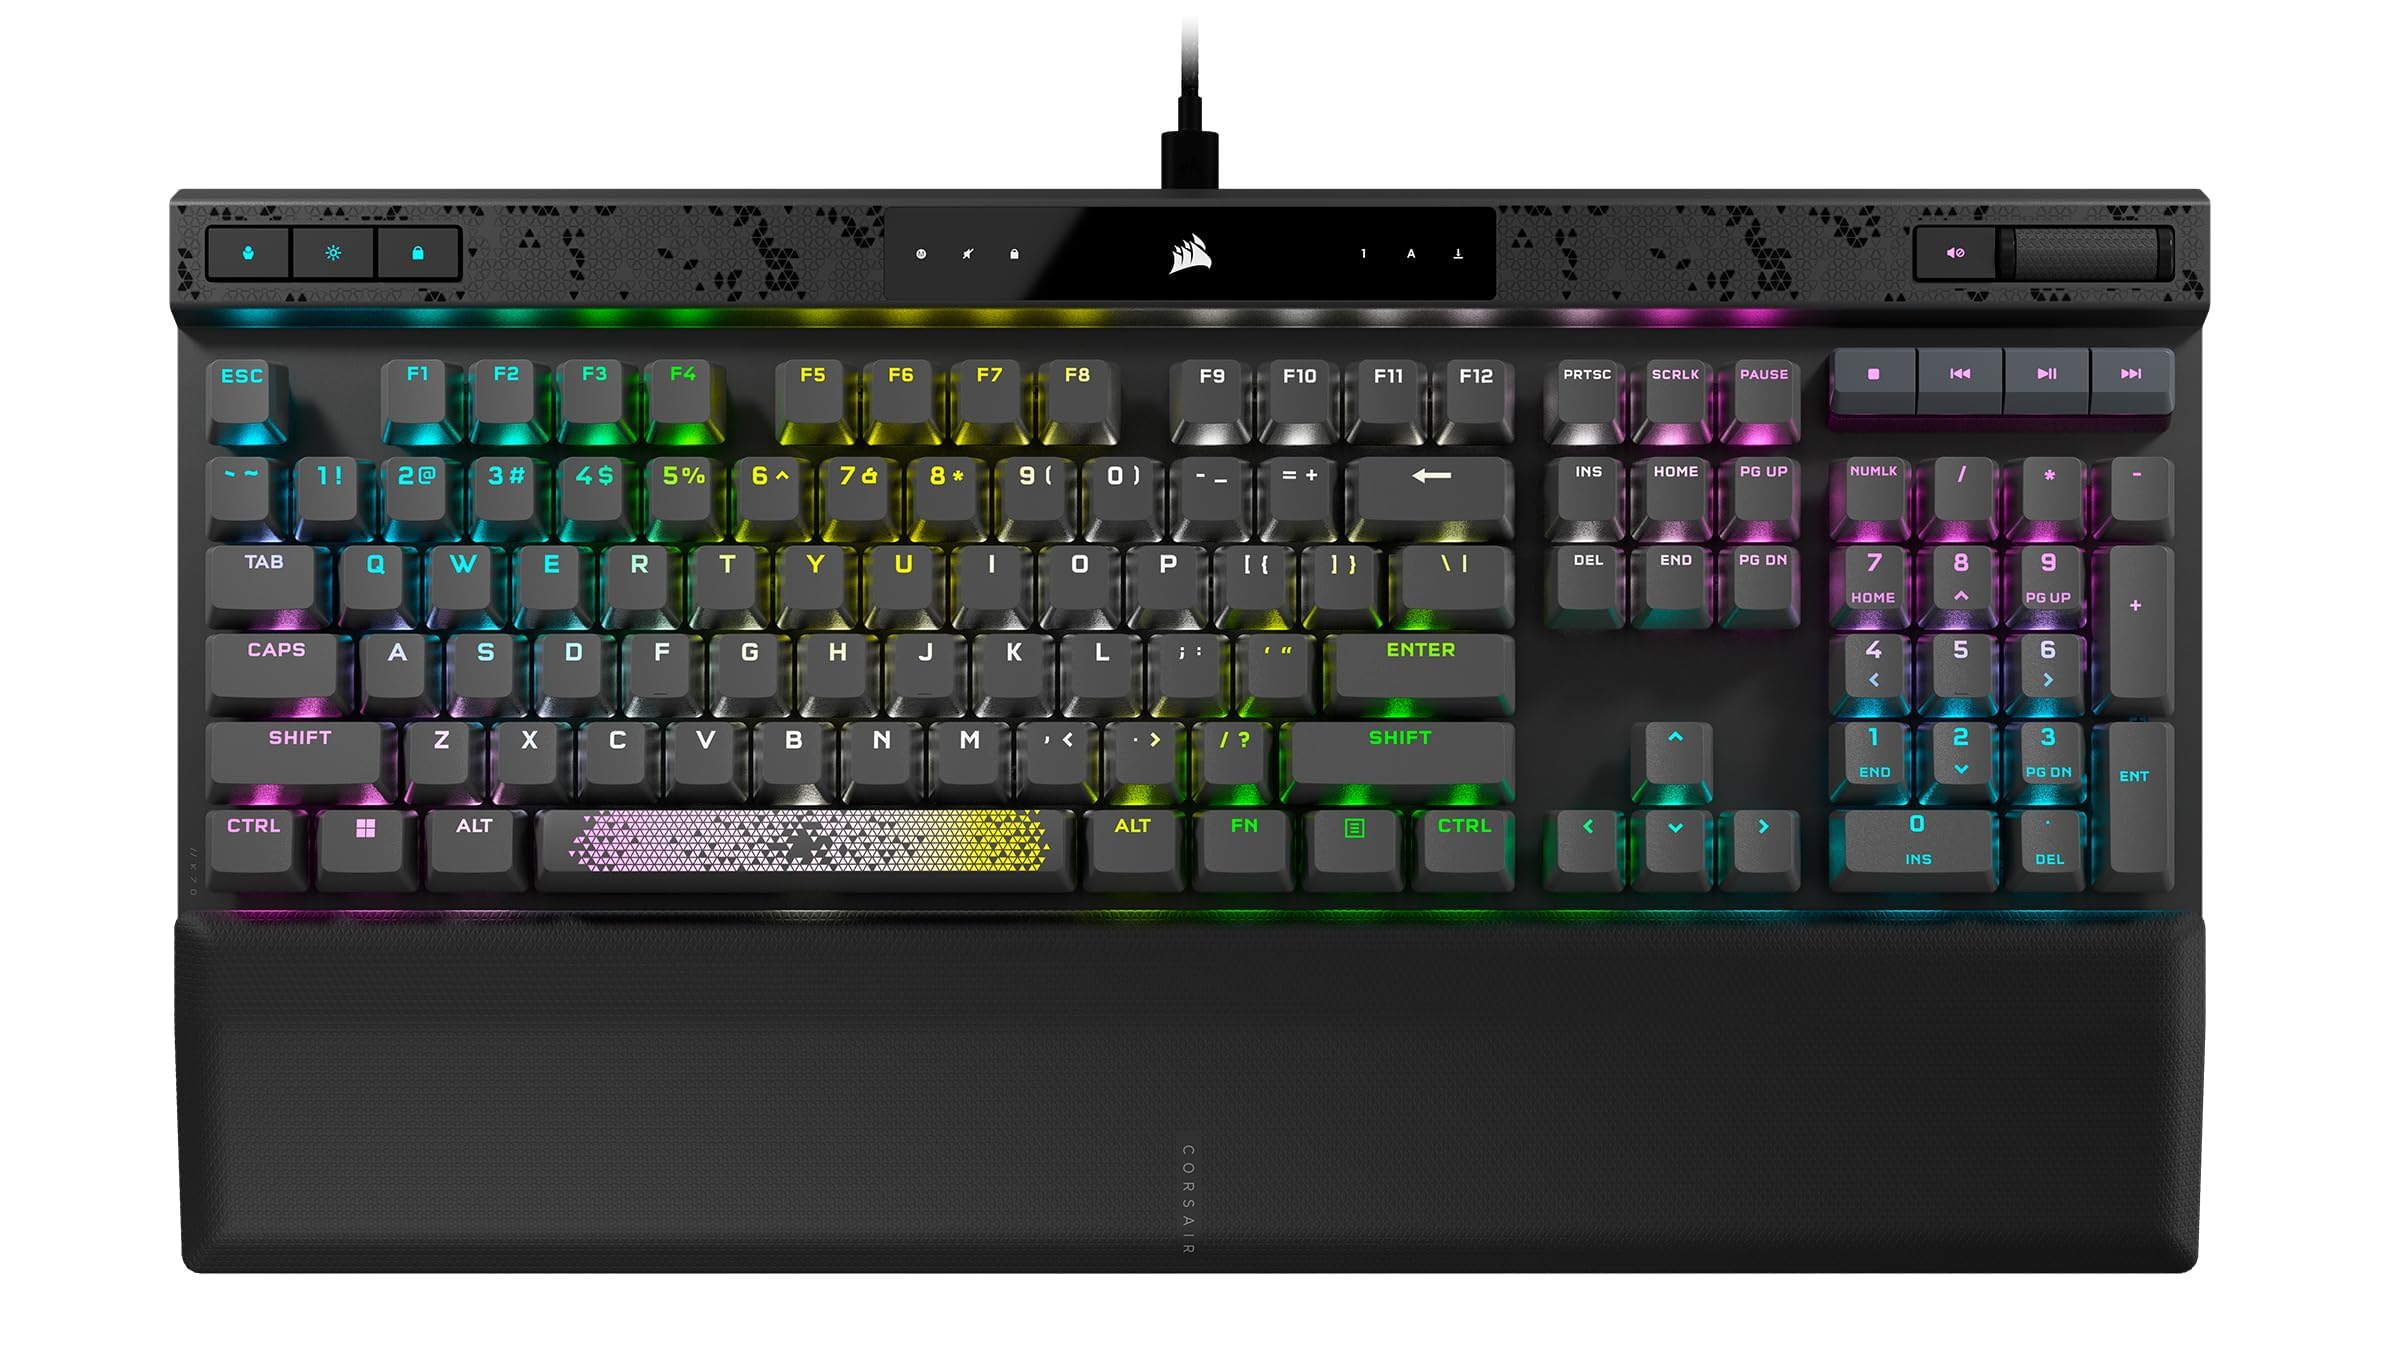 1 A
ESC F1 F2 F3 F4 F5 F6 F7 F8 F9 F10 F11 F12 PRTSC SCRLK PAUSE
- ~ 1! 2@ 3# 4$ 5% 6^ 7& 8* 9( 0) - _ = + INS HOME PG UP NUMLK / * -
TAB Q W E R T Y U I O P [ { ] } \ | DEL END PG DN 7 HOME 8 9 PG UP +
CAPS A S D F G H J K L ; : ' " ENTER 4 < 5 6 >
SHIFT Z X C V B N M , < . > / ? SHIFT 1 END 2 3 PG DN ENT
CTRL ALT ALT FN CTRL 0 INS . DEL
//K70
CORSAIR